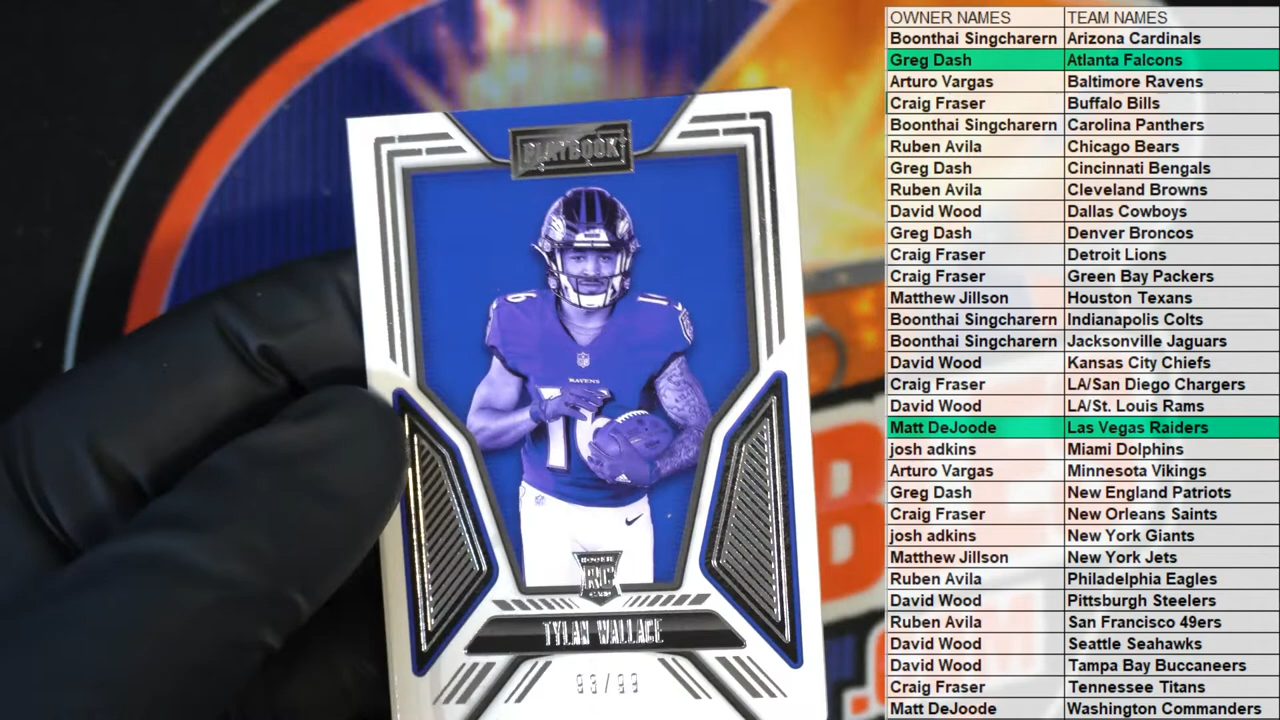 OWNER NAMES TEAM NAMES
Boonthai Singcharern Arizona Cardinals
Greg Dash Atlanta Falcons
Arturo Vargas Baltimore Ravens
Craig Fraser Buffalo Bills
Boonthai Singcharern Carolina Panthers
Ruben Avila Chicago Bears
Greg Dash Cincinnati Bengals
Ruben Avila Cleveland Browns
David Wood Dallas Cowboys
Greg Dash Denver Broncos
Craig Fraser Detroit Lions
Craig Fraser Green Bay Packers
Matthew Jillson Houston Texans
Boonthai Singcharern Indianapolis Colts
Boonthai Singcharern Jacksonville Jaguars
David Wood Kansas City Chiefs
Craig Fraser LA/San Diego Chargers
David Wood LA/St. Louis Rams
Matt DeJoode Las Vegas Raiders
josh adkins Miami Dolphins
Arturo Vargas Minnesota Vikings
Greg Dash New England Patriots
Craig Fraser New Orleans Saints
josh adkins New York Giants
Matthew Jillson New York Jets
Ruben Avila Philadelphia Eagles
David Wood Pittsburgh Steelers
Ruben Avila San Francisco 49ers
David Wood Seattle Seahawks
David Wood Tampa Bay Buccaneers
Craig Fraser Tennessee Titans
Matt DeJoode Washington Commanders
PLAYBOOK
16
16
RAVENS
16
ROOKIE
RC
CARD
TYLAN WALLACE